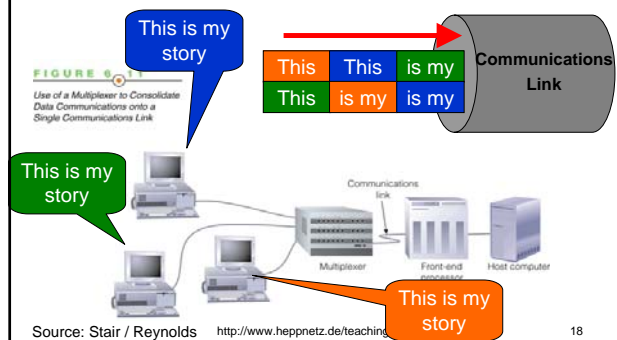 This is my
story
FIGURE 6.11
Use of a Multiplexer to Consolidate
Data Communications onto a
Single Communications Link
This This is my
This is my is my
Communications
Link
This is my
story
Communications
link
Multiplexer
Front-end
processor
Host computer
This is my
story
Source: Stair / Reynolds http://www.heppnetz.de/teaching 18